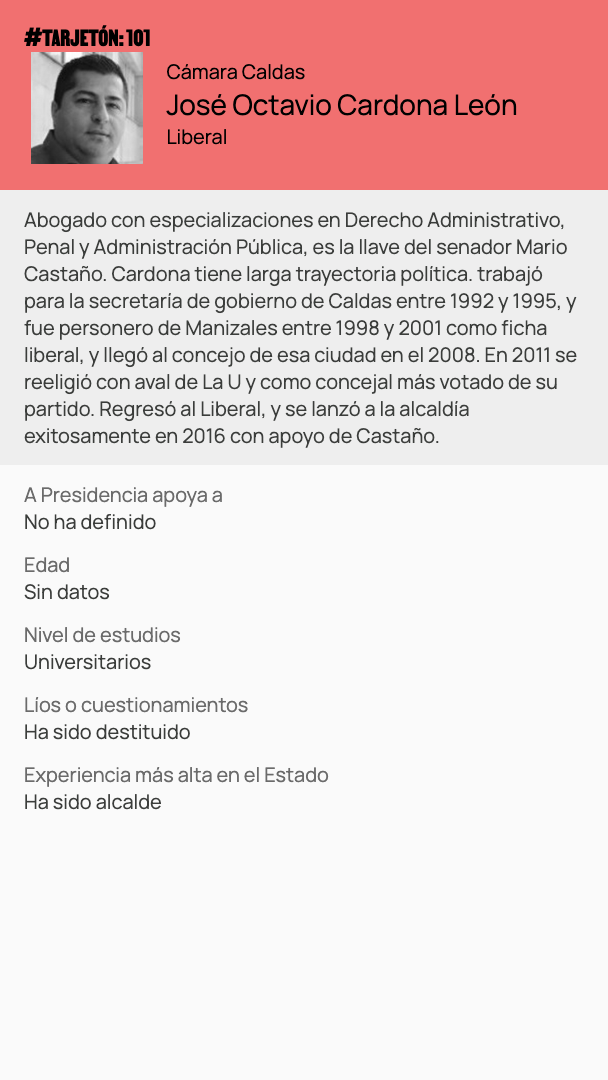 #TARJETÓN: 101
Cámara Caldas
José Octavio Cardona León
Liberal
Abogado con especializaciones en Derecho Administrativo,
Penal y Administración Pública, es la llave del senador Mario
Castaño. Cardona tiene larga trayectoria política. trabajó
para la secretaría de gobierno de Caldas entre 1992 y 1995, y
fue personero de Manizales entre 1998 y 2001 como ficha
liberal, y llegó al concejo de esa ciudad en el 2008. En 2011 se
reeligió con aval de La U y como concejal más votado de su
partido. Regresó al Liberal, y se lanzó a la alcaldía
exitosamente en 2016 con apoyo de Castaño.
A Presidencia apoya a
No ha definido
Edad
Sin datos
Nivel de estudios
Universitarios
Líos o cuestionamientos
Ha sido destituido
Experiencia más alta en el Estado
Ha sido alcalde